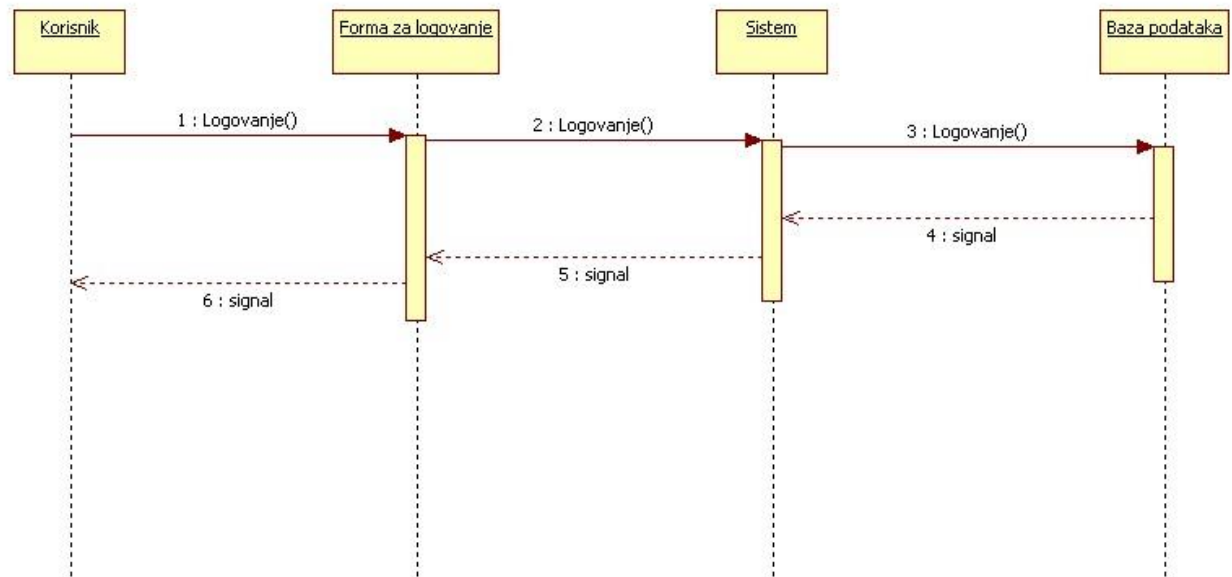 Korisnik
Forma za logovanje
Sistem
Baza podataka
1 : Logovanje()
2 : Logovanje()
3 : Logovanje()
4 : signal
5 : signal
6 : signal